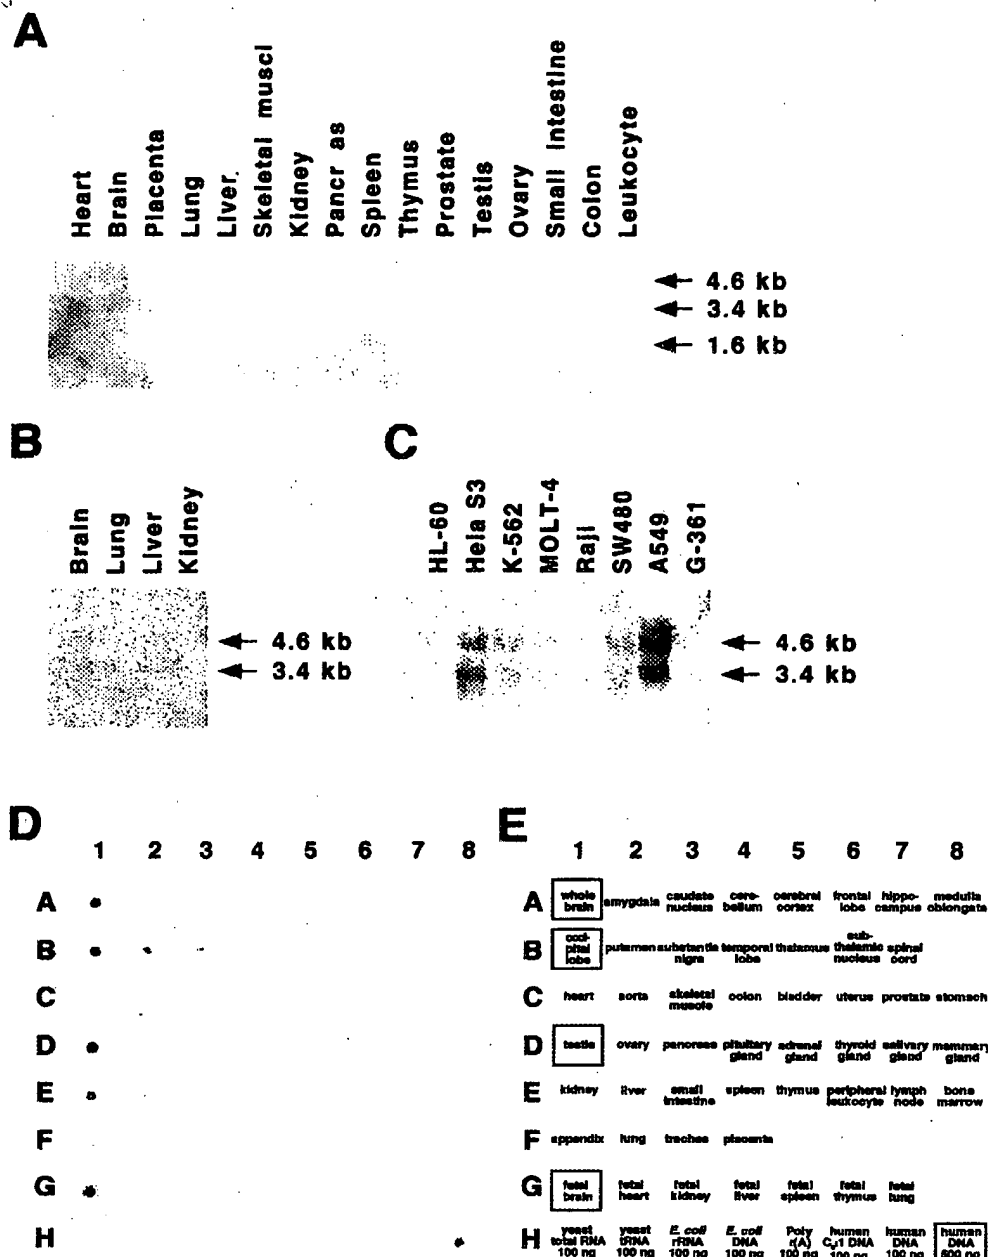 A
Heart
Brain
Placenta
Lung
Liver.
Skeletal muscl
Kidney
Pancr as
Spleen
Thymus
Prostate
Testis
Ovary
Small Intestine
Colon
Leukocyte
4.6 kb
3.4 kb
1.6 kb
B
Brain
Lung
Liver
Kidney
4.6 kb
3.4 kb
C
HL-60
Hela S3
K-562
MOLT-4
Raji
SW480
A549
G-361
4.6 kb
3.4 kb
D
1 2 3 4 5 6 7 8
A
B
C
D
E
F
G
H
E
1 2 3 4 5 6 7 8
A whole brain amygdala caudate nucleus cere-bellum cerebral cortex frontal lobe hippo-campus medulla oblongata
B occi-pital lobe putamen substantia nigra temporal lobe thalamus sub-thalamic nucleus spinal cord
C heart aorta skeletal muscle colon bladder uterus prostate stomach
D testis ovary pancreas pituitary gland adrenal gland thyroid gland salivary gland mammary gland
E kidney liver small intestine spleen thymus peripheral leukocyte lymph node bone marrow
F appendix lung trachea placenta
G fetal brain fetal heart fetal kidney fetal liver fetal spleen fetal thymus fetal lung
H yeast total RNA 100 ng yeast tRNA 100 ng E. coli rRNA 100 ng E. coli DNA 100 ng Poly r(A) 100 ng human C₀t1 DNA 100 ng human DNA 100 ng human DNA 500 ng